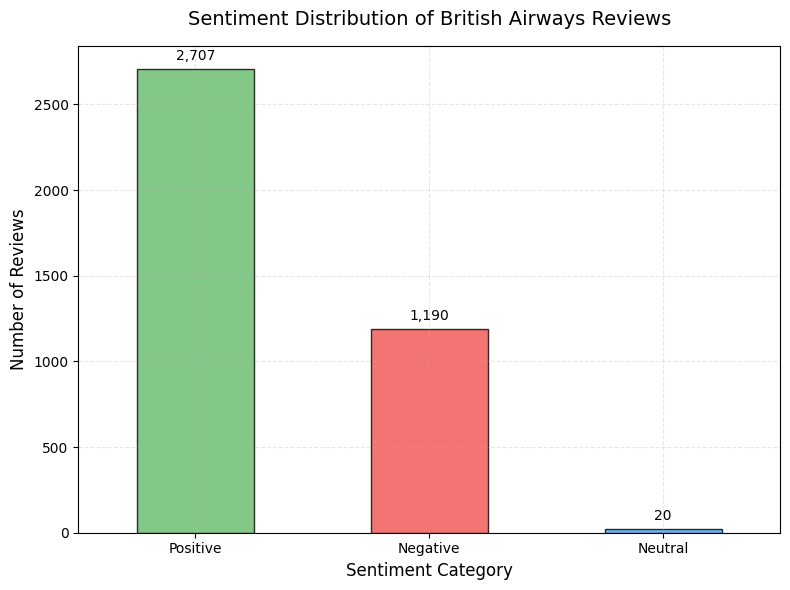 Sentiment Distribution of British Airways Reviews
Number of Reviews
2500
2000
1500
1000
500
0
2,707
1,190
20
Positive
Negative
Neutral
Sentiment Category